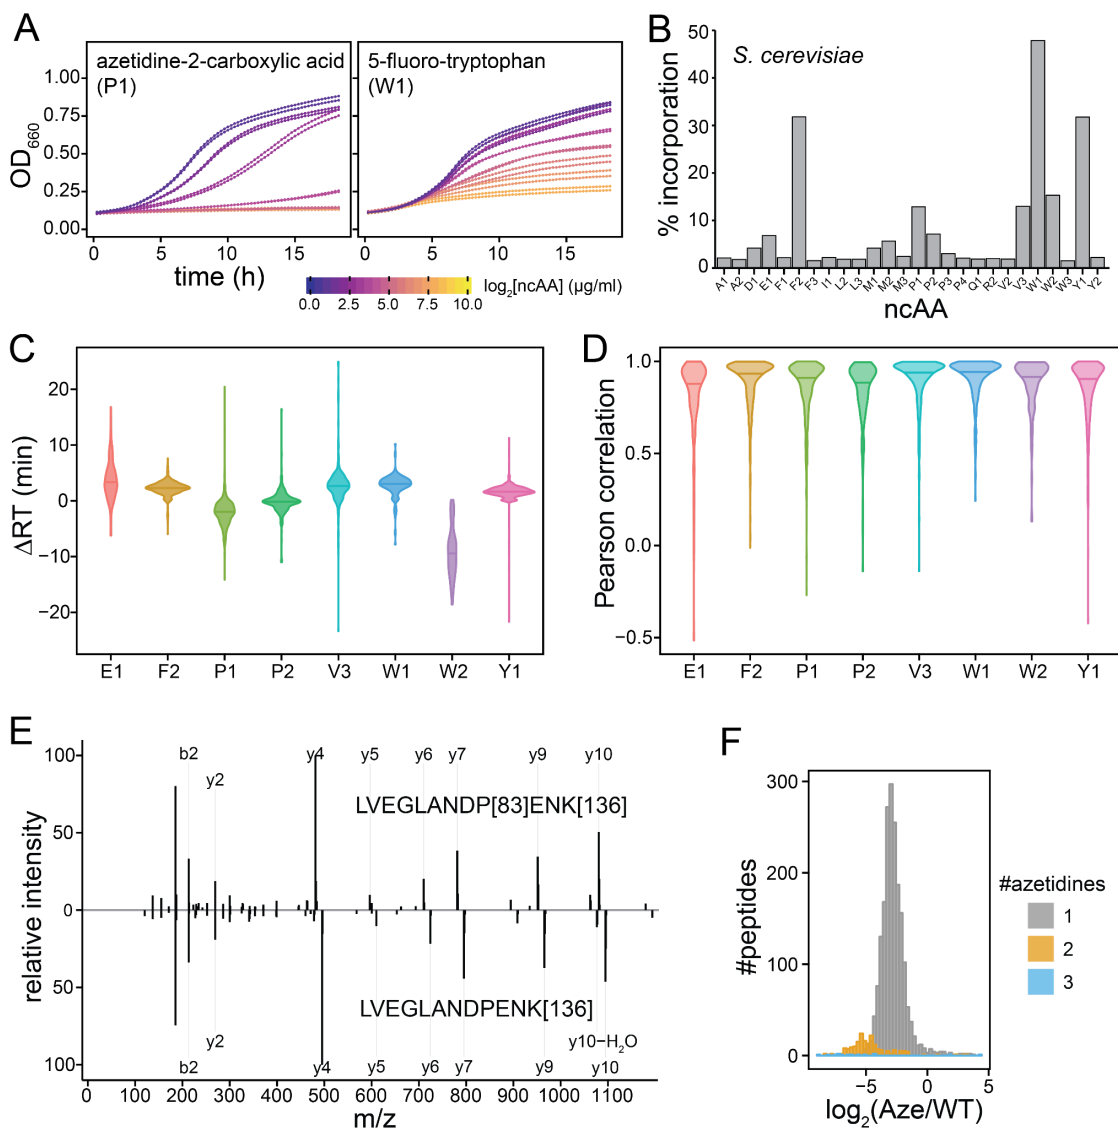 A
azetidine-2-carboxylic acid
(P1)
5-fluoro-tryptophan
(W1)
OD660
1.00
0.75
0.50
0.25
0.00
0 5 10 15
0 5 10 15
time (h)
0.0 2.5 5.0 7.5 10.0
log2[ncAA] (µg/ml)
B
S. cerevisiae
% incorporation
50
40
30
20
10
0
A1 A2 D1 E1 F1 F2 F3 I1 L2 L3 M1 M2 M3 P1 P2 P3 P4 Q1 R2 V2 V3 W1 W2 W3 Y1 Y2
ncAA
C
ΔRT (min)
20
10
0
−10
−20
E1 F2 P1 P2 V3 W1 W2 Y1
D
Pearson correlation
1.0
0.5
0.0
−0.5
E1 F2 P1 P2 V3 W1 W2 Y1
E
relative intensity
100
50
0
50
100
b2 y2 y4 y5 y6 y7 y9 y10
LVEGLANDP[83]ENK[136]
LVEGLANDPENK[136]
y10−H2O
b2 y2 y4 y5 y6 y7 y9 y10
0 100 200 300 400 500 600 700 800 900 1000 1100
m/z
F
#peptides
300
200
100
0
−5 0 5
log2(Aze/WT)
#azetidines
1
2
3